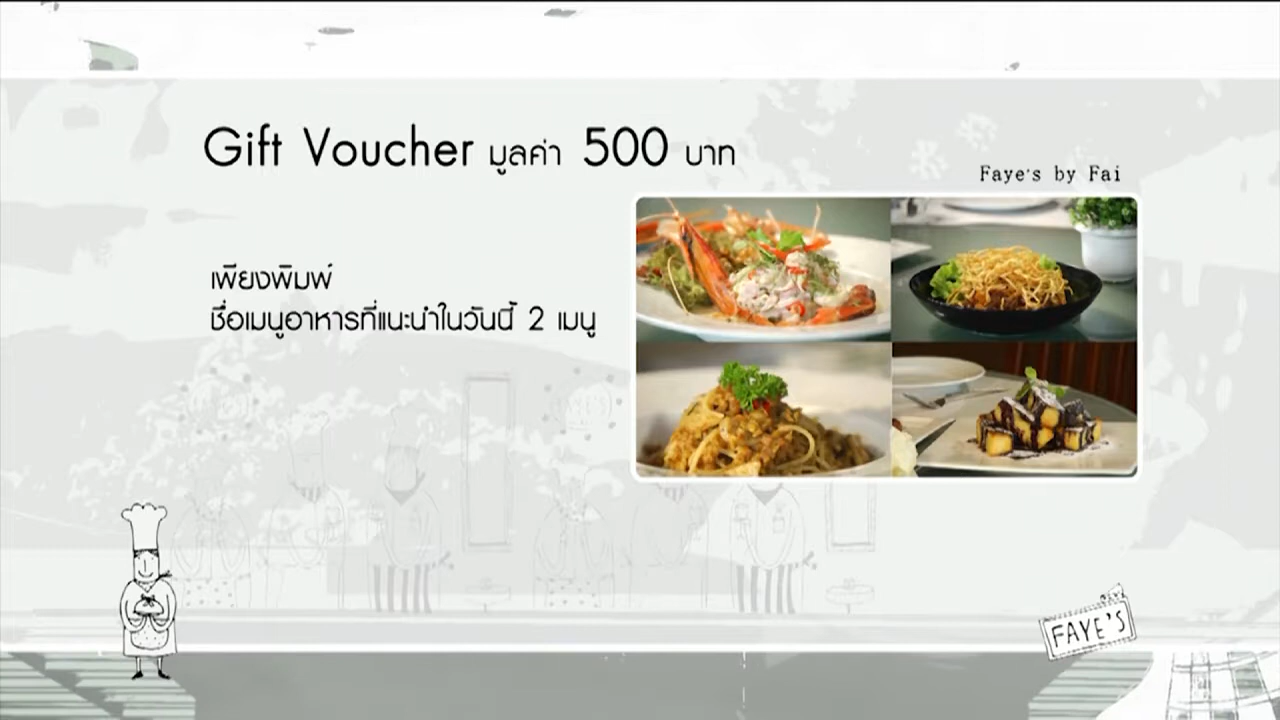 Gift Voucher มูลค่า 500 บาท
Faye's by Fai
เพียงพิมพ์
ชื่อเมนูอาหารที่แนะนำในวันนี้ 2 เมนู
FAYE'S